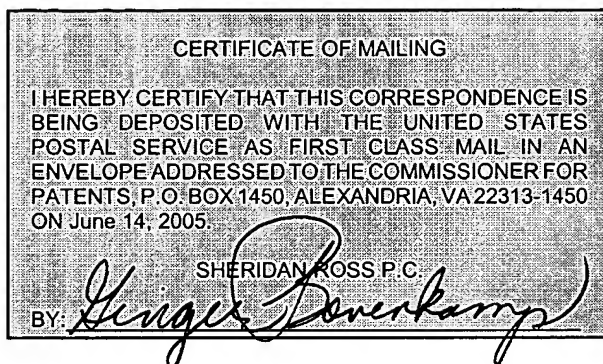 CERTIFICATE OF MAILING
I HEREBY CERTIFY THAT THIS CORRESPONDENCE IS
BEING DEPOSITED WITH THE UNITED STATES
POSTAL SERVICE AS FIRST CLASS MAIL IN AN
ENVELOPE ADDRESSED TO THE COMMISSIONER FOR
PATENTS, P.O. BOX 1450, ALEXANDRIA, VA 22313-1450
ON June 14, 2005.
SHERIDAN ROSS P.C.
BY: Ginger Bovenkamp